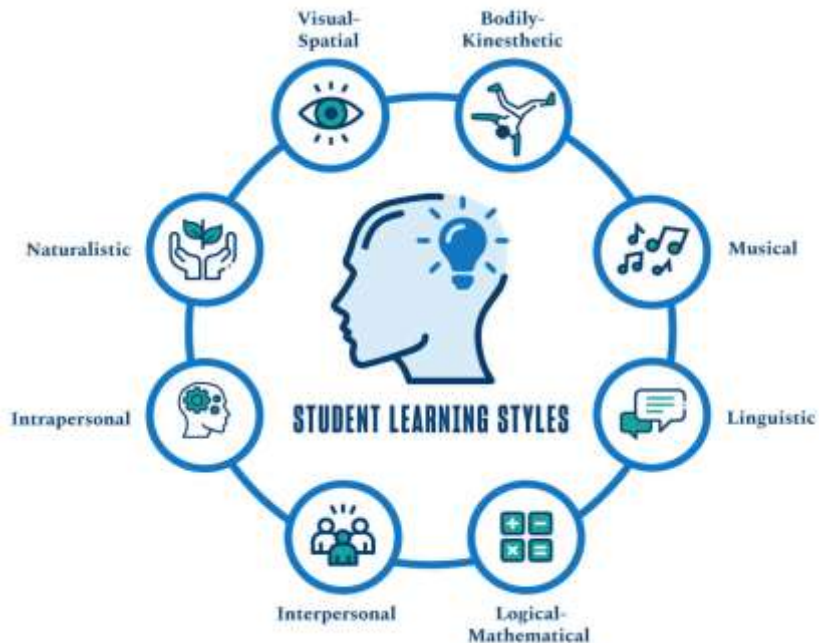 Visual-
Spatial
Bodily-
Kinesthetic
Naturalistic
Musical
Intrapersonal
STUDENT LEARNING STYLES
Linguistic
Interpersonal
Logical-
Mathematical